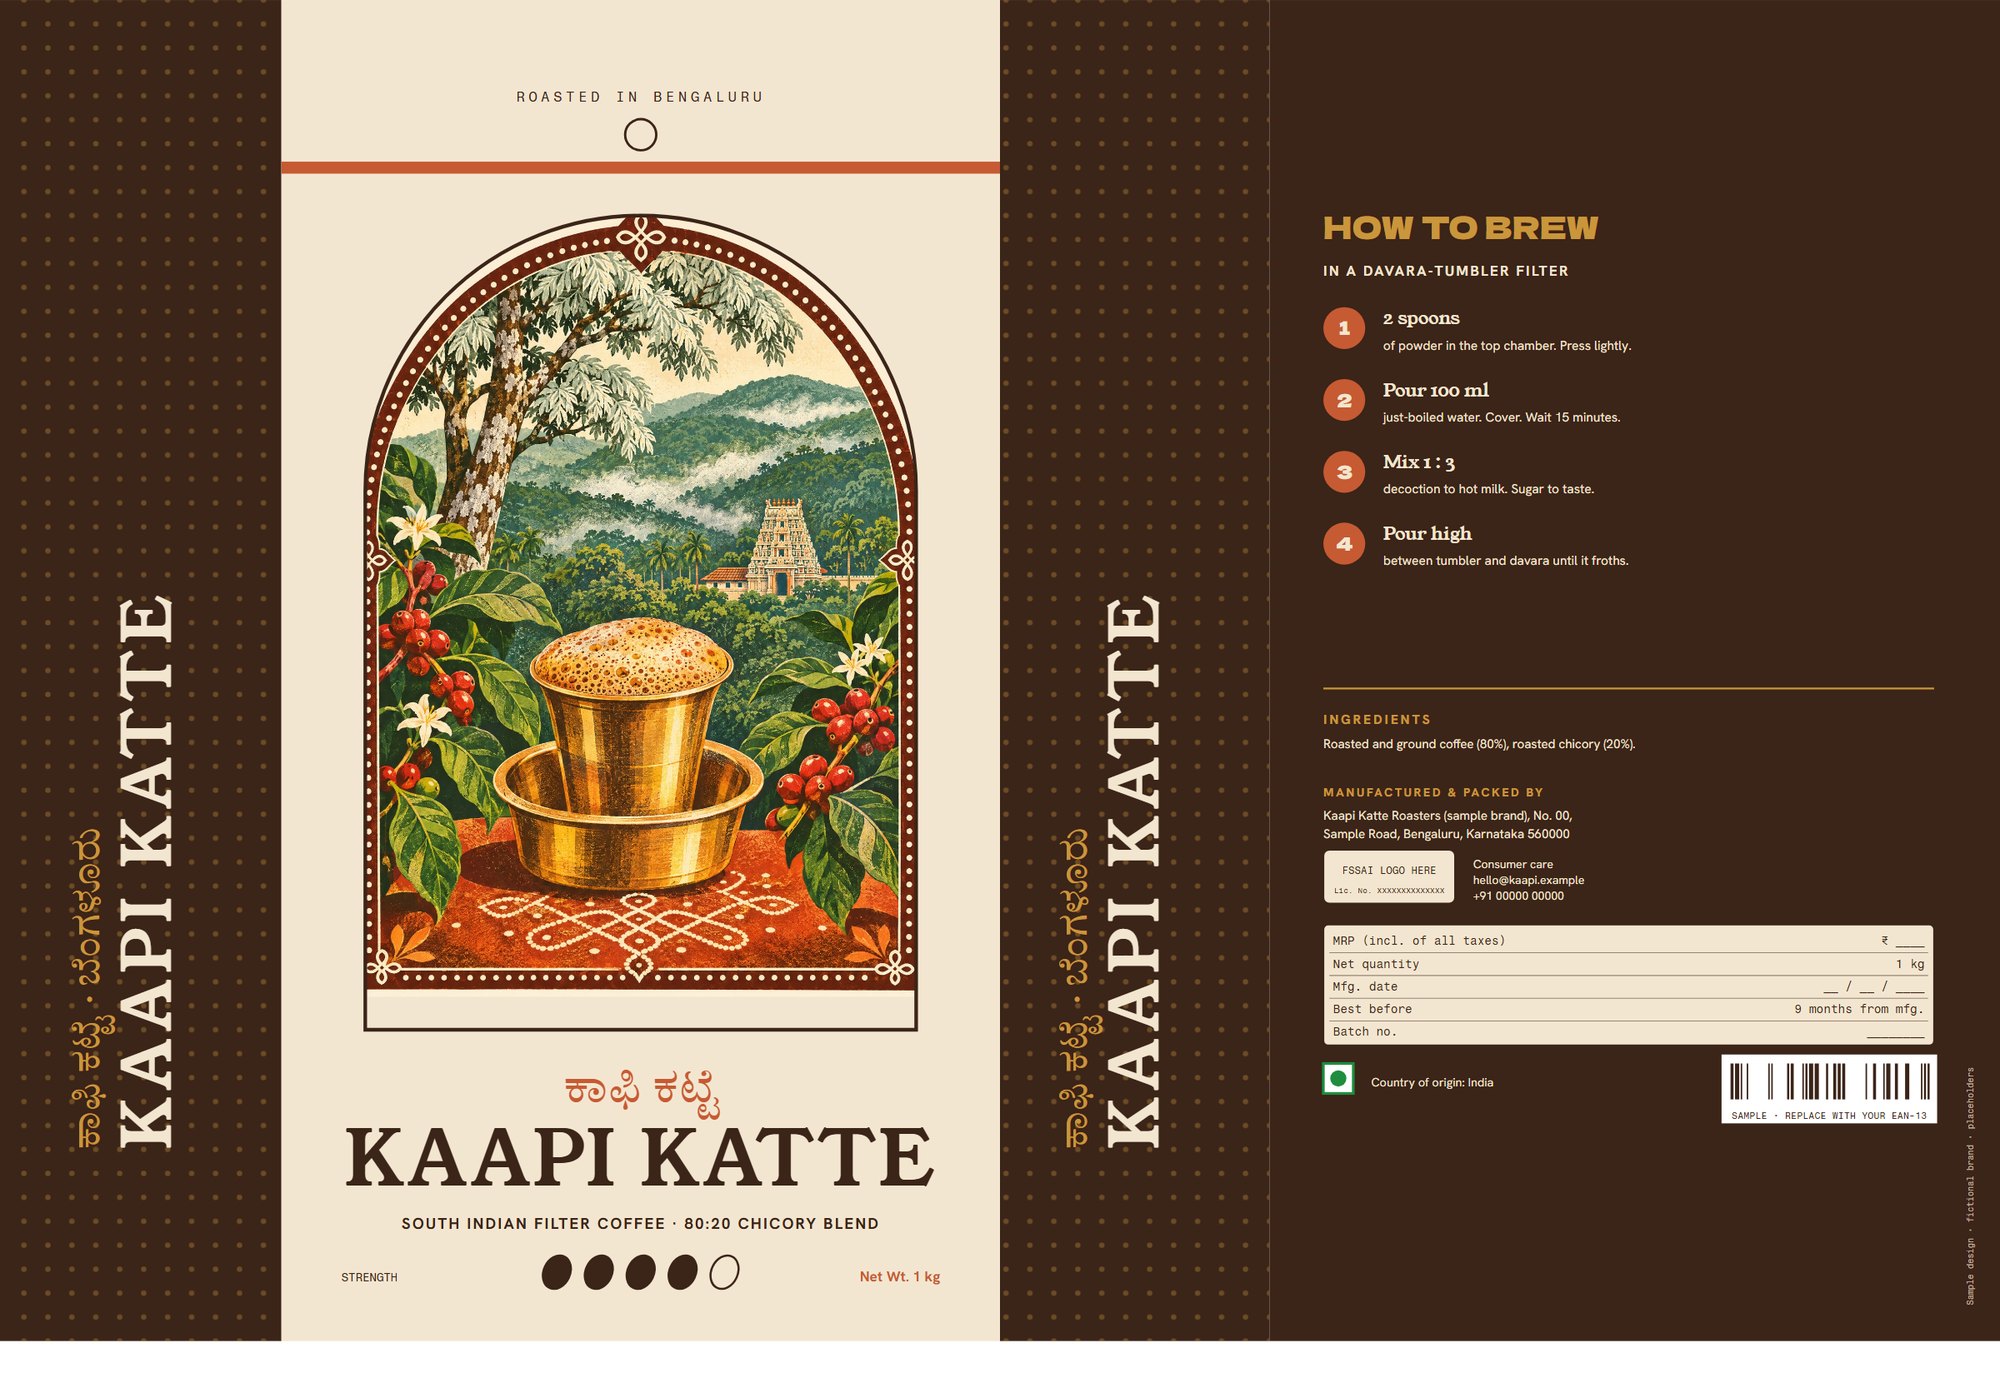 ಕಾಫಿ ಕಟ್ಟೆ · ಬೆಂಗಳೂರು
KAAPI KATTE
ROASTED IN BENGALURU
ಕಾಫಿ ಕಟ್ಟೆ
KAAPI KATTE
SOUTH INDIAN FILTER COFFEE · 80:20 CHICORY BLEND
STRENGTH
Net Wt. 1 kg
ಕಾಫಿ ಕಟ್ಟೆ · ಬೆಂಗಳೂರು
KAAPI KATTE
HOW TO BREW
IN A DAVARA-TUMBLER FILTER
1
2 spoons
of powder in the top chamber. Press lightly.
2
Pour 100 ml
just-boiled water. Cover. Wait 15 minutes.
3
Mix 1 : 3
decoction to hot milk. Sugar to taste.
4
Pour high
between tumbler and davara until it froths.
INGREDIENTS
Roasted and ground coffee (80%), roasted chicory (20%).
MANUFACTURED & PACKED BY
Kaapi Katte Roasters (sample brand), No. 00,
Sample Road, Bengaluru, Karnataka 560000
FSSAI LOGO HERE
Lic. No. XXXXXXXXXXXXXX
Consumer care
hello@kaapi.example
+91 00000 00000
MRP (incl. of all taxes) ₹ ____
Net quantity 1 kg
Mfg. date __ / __ / ____
Best before 9 months from mfg.
Batch no. ________
Country of origin: India
SAMPLE · REPLACE WITH YOUR EAN-13
Sample design · fictional brand · placeholders